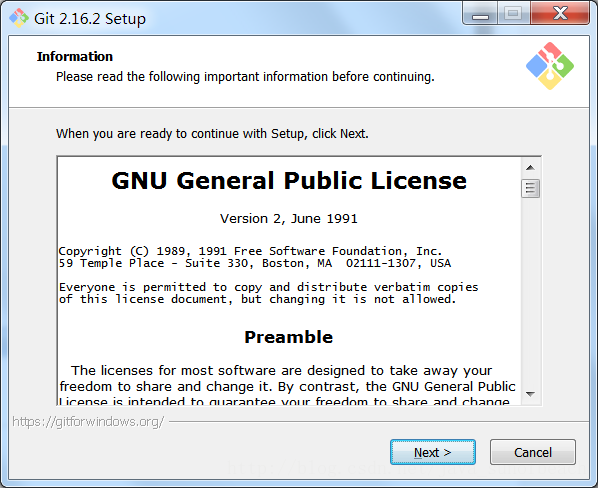 Git 2.16.2 Setup
Information
Please read the following important information before continuing.
When you are ready to continue with Setup, click Next.
GNU General Public License
Version 2, June 1991
Copyright (C) 1989, 1991 Free Software Foundation, Inc.
59 Temple Place - Suite 330, Boston, MA  02111-1307, USA
Everyone is permitted to copy and distribute verbatim copies
of this license document, but changing it is not allowed.
Preamble
The licenses for most software are designed to take away your
freedom to share and change it. By contrast, the GNU General Public
License is intended to guarantee your freedom to share and change
https://gitforwindows.org/
Next >
Cancel